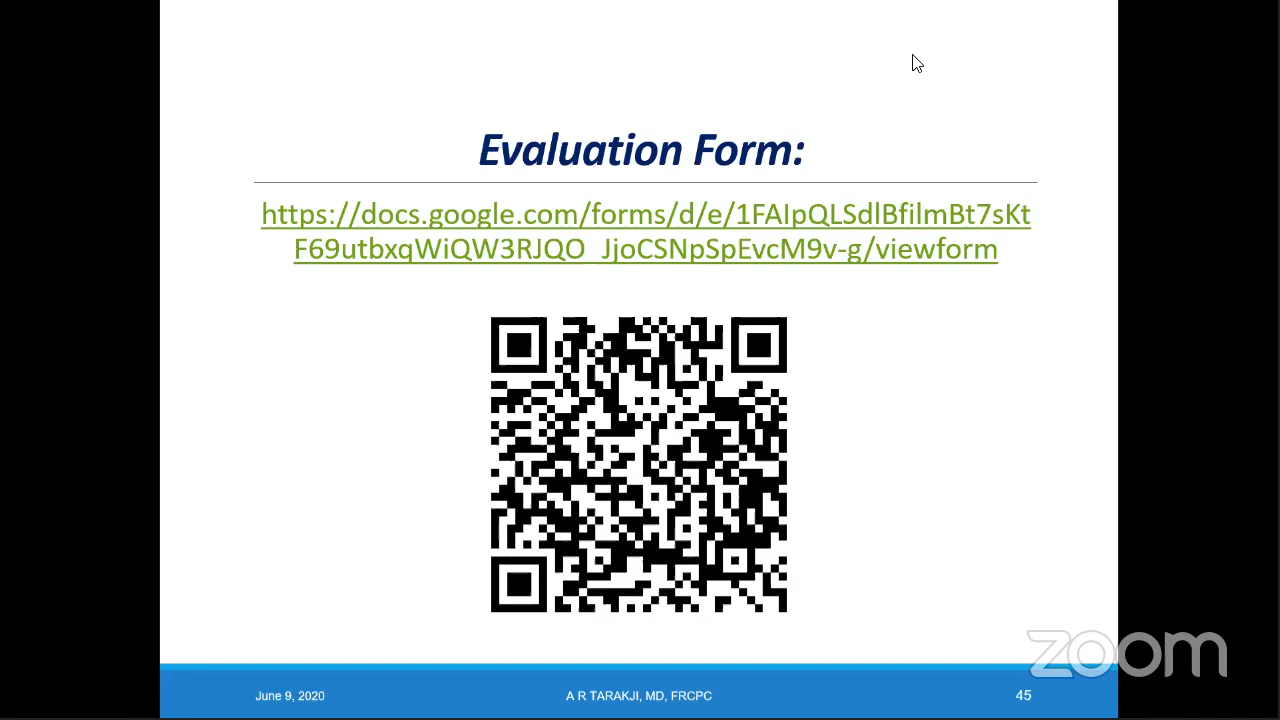 Evaluation Form:
https://docs.google.com/forms/d/e/1FAIpQLSdlBfilmBt7sKt
F69utbxqWiQW3RJQO_JjoCSNpSpEvcM9v-g/viewform
zoom
June 9, 2020
A R TARAKJI, MD, FRCPC
45